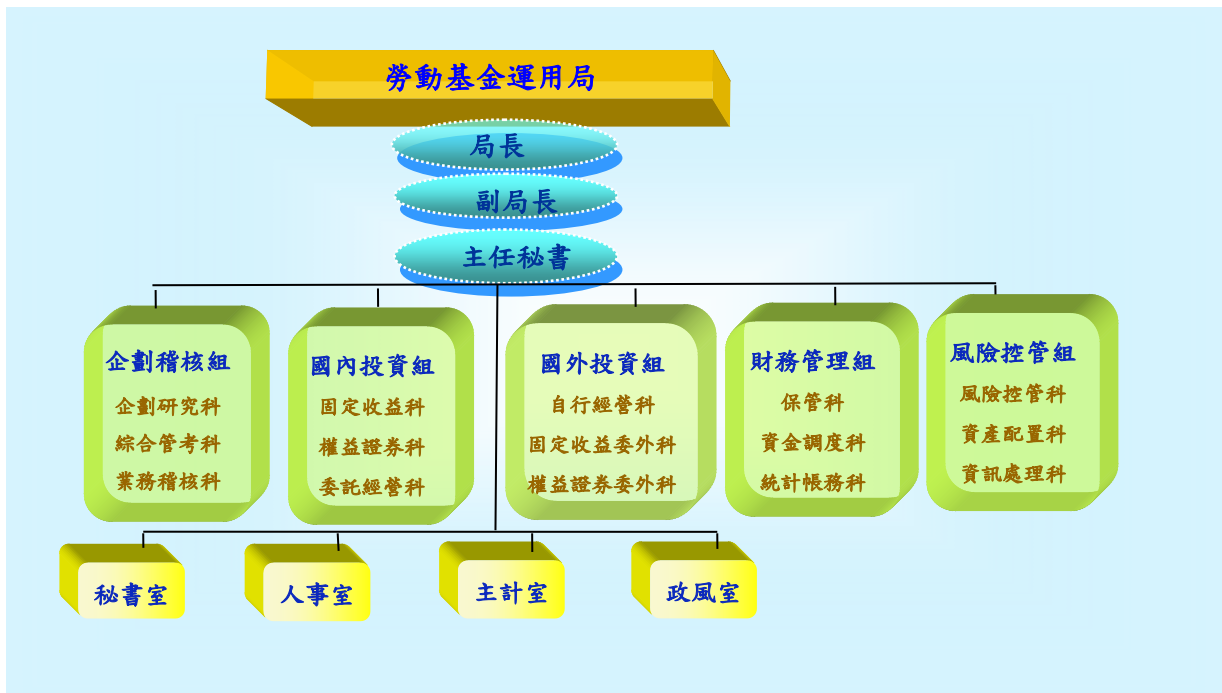 勞動基金運用局
局長
副局長
主任秘書
企劃稽核組
企劃研究科
綜合管考科
業務稽核科
國內投資組
固定收益科
權益證券科
委託經營科
國外投資組
自行經營科
固定收益委外科
權益證券委外科
財務管理組
保管科
資金調度科
統計帳務科
風險控管組
風險控管科
資產配置科
資訊處理科
秘書室
人事室
主計室
政風室